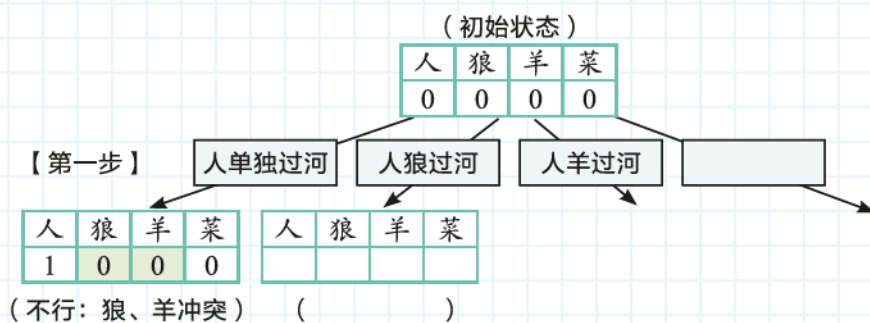 （初始状态）
人 狼 羊 菜
0 0 0 0
【第一步】 人单独过河 人狼过河 人羊过河
人 狼 羊 菜 人 狼 羊 菜
1 0 0 0
（不行：狼、羊冲突） （ ）